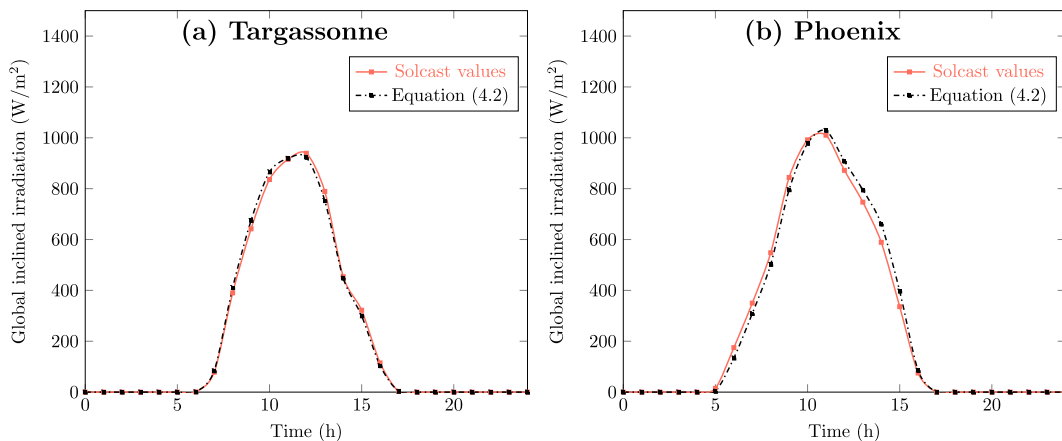 (a) Targassonne
Global inclined irradiation (W/m²)
1400
1200
1000
800
600
400
200
0
Solcast values
Equation (4.2)
0 5 10 15 20
Time (h)
(b) Phoenix
Global inclined irradiation (W/m²)
1400
1200
1000
800
600
400
200
0
Solcast values
Equation (4.2)
0 5 10 15 20
Time (h)